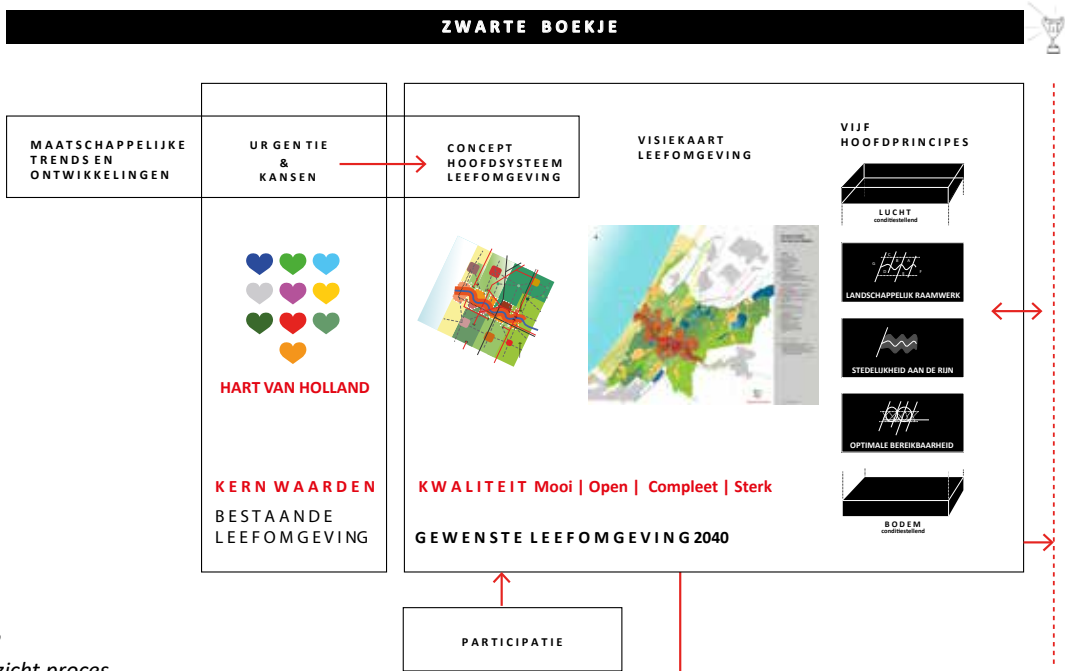 ZWARTE BOEKJE
MAATSCHAPPELIJKE
TRENDS EN
ONTWIKKELINGEN
URGENTIE
&
KANSEN
CONCEPT
HOOFDSYSTEEM
LEEFOMGEVING
VISIEKAART
LEEFOMGEVING
VIJF
HOOFDPRINCIPES
LUCHT
conditiestellend
LANDSCHAPPELIJK RAAMWERK
STEDELIJKHEID AAN DE RIJN
OPTIMALE BEREIKBAARHEID
BODEM
conditiestellend
HART VAN HOLLAND
KERN WAARDEN
BESTAANDE
LEEFOMGEVING
KWALITEIT Mooi | Open | Compleet | Sterk
GEWENSTE LEEFOMGEVING 2040
PARTICIPATIE
zicht proces